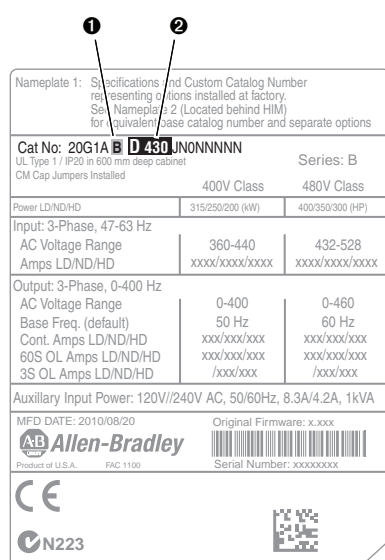 ❶ ❷
Nameplate 1: Specifications and Custom Catalog Number
representing options installed at factory.
See Nameplate 2 (Located behind HIM)
for equivalent base catalog number and separate options
Cat No: 20G1A B D 430 JN0NNNNN
UL Type 1 / IP20 in 600 mm deep cabinet
Series: B
CM Cap Jumpers Installed
400V Class 480V Class
Power LD/ND/HD 315/250/200 (kW) 400/350/300 (HP)
Input: 3-Phase, 47-63 Hz
AC Voltage Range 360-440 432-528
Amps LD/ND/HD xxxx/xxxx/xxxx xxxx/xxxx/xxxx
Output: 3-Phase, 0-400 Hz
AC Voltage Range 0-400 0-460
Base Freq. (default) 50 Hz 60 Hz
Cont. Amps LD/ND/HD xxx/xxx/xxx xxx/xxx/xxx
60S OL Amps LD/ND/HD xxx/xxx/xxx xxx/xxx/xxx
3S OL Amps LD/ND/HD /xxx/xxx /xxx/xxx
Auxillary Input Power: 120V//240V AC, 50/60Hz, 8.3A/4.2A, 1kVA
MFD DATE: 2010/08/20 Original Firmware: x.xxx
AB Allen-Bradley
Product of U.S.A. FAC 1100 Serial Number: xxxxxxxx
CE
N223